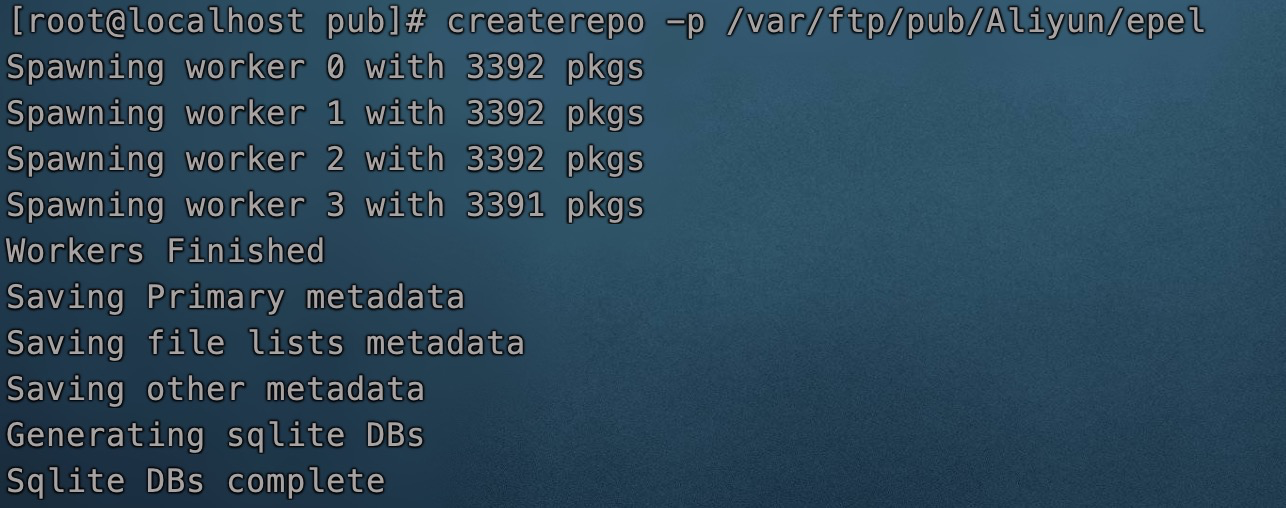 [root@localhost pub]# createrepo -p /var/ftp/pub/Aliyun/epel
Spawning worker 0 with 3392 pkgs
Spawning worker 1 with 3392 pkgs
Spawning worker 2 with 3392 pkgs
Spawning worker 3 with 3391 pkgs
Workers Finished
Saving Primary metadata
Saving file lists metadata
Saving other metadata
Generating sqlite DBs
Sqlite DBs complete